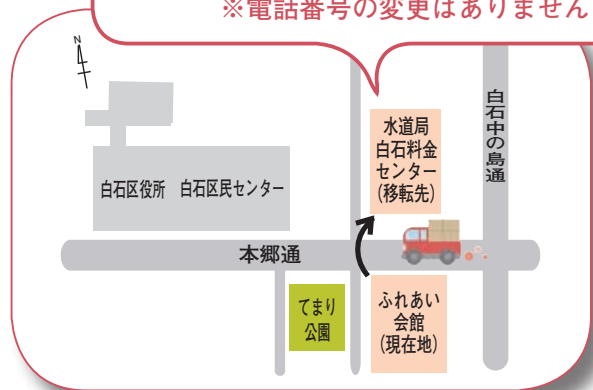 ※電話番号の変更はありません
N
白石中の島通
水道局
白石料金
センター
(移転先)
白石区役所 白石区民センター
本郷通
てまり
公園
ふれあい
会館
(現在地)